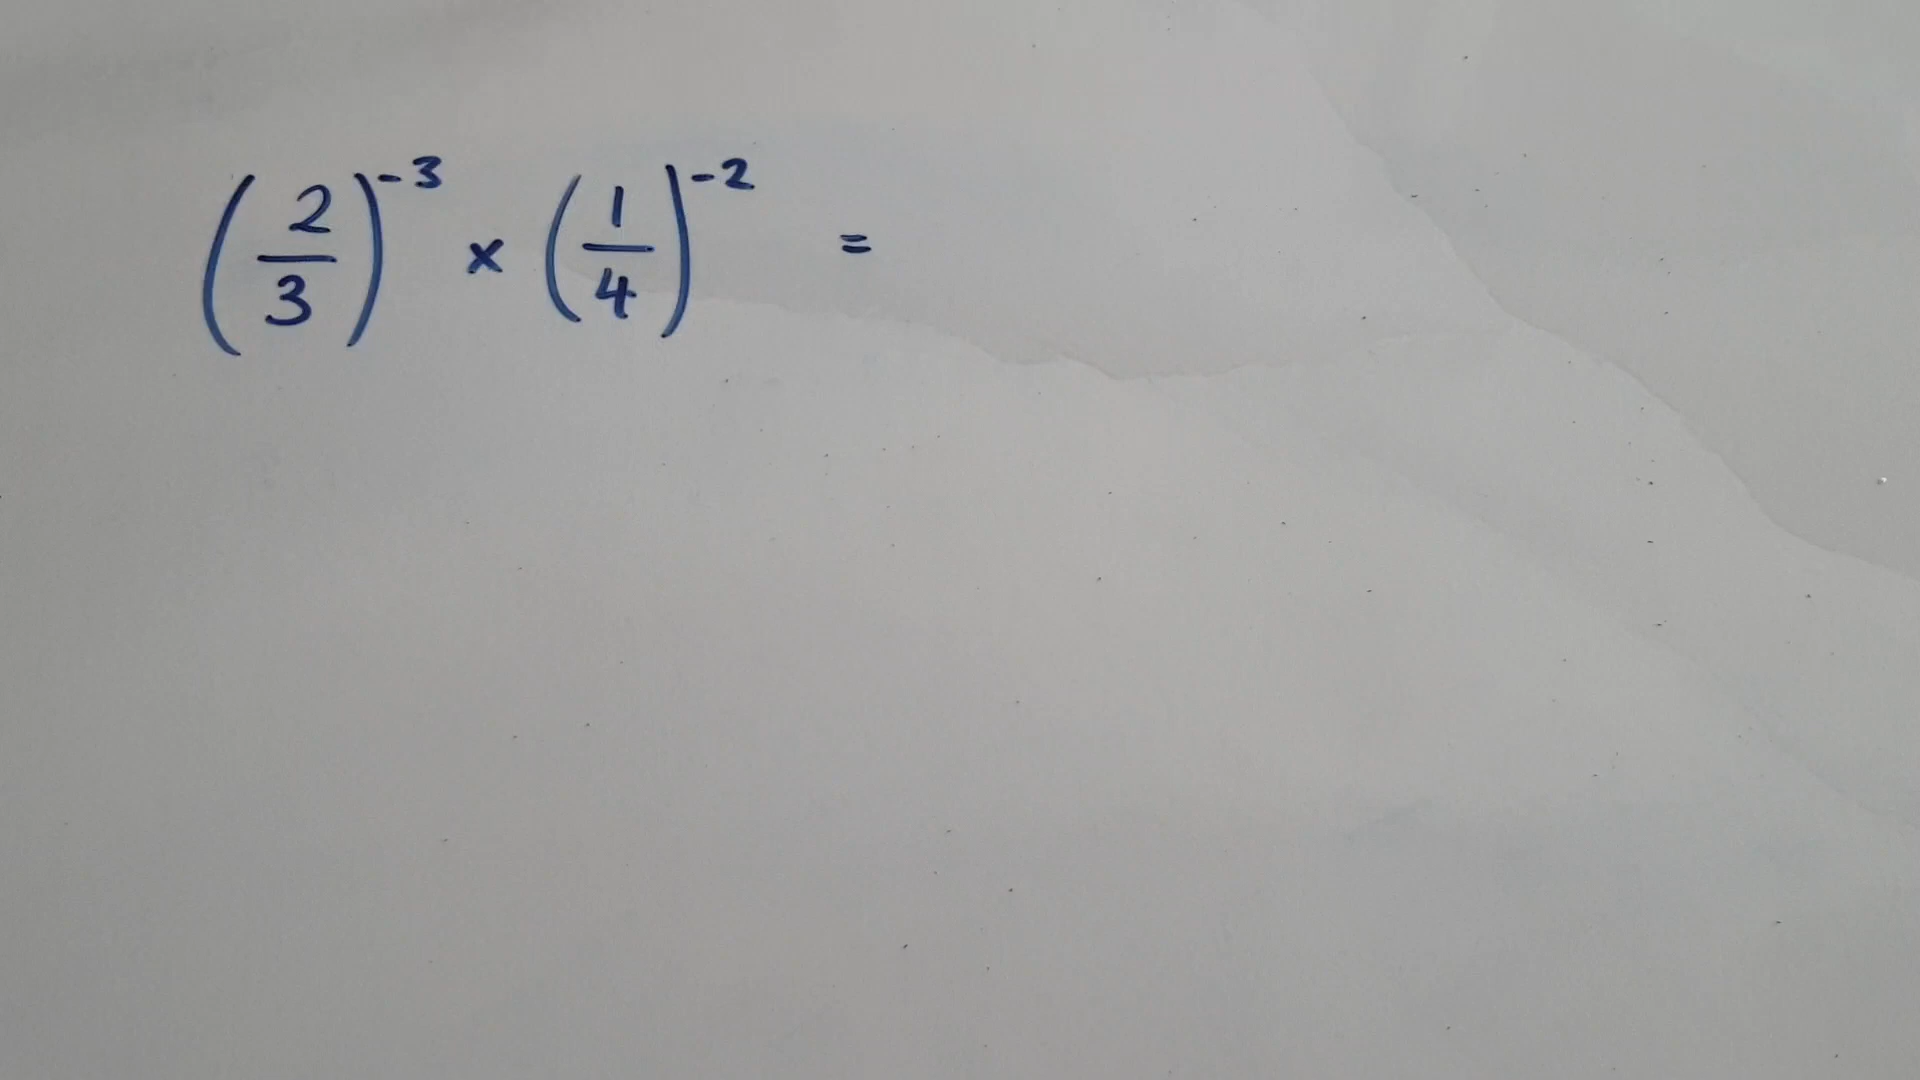 (2/3)^-3 × (1/4)^-2 =